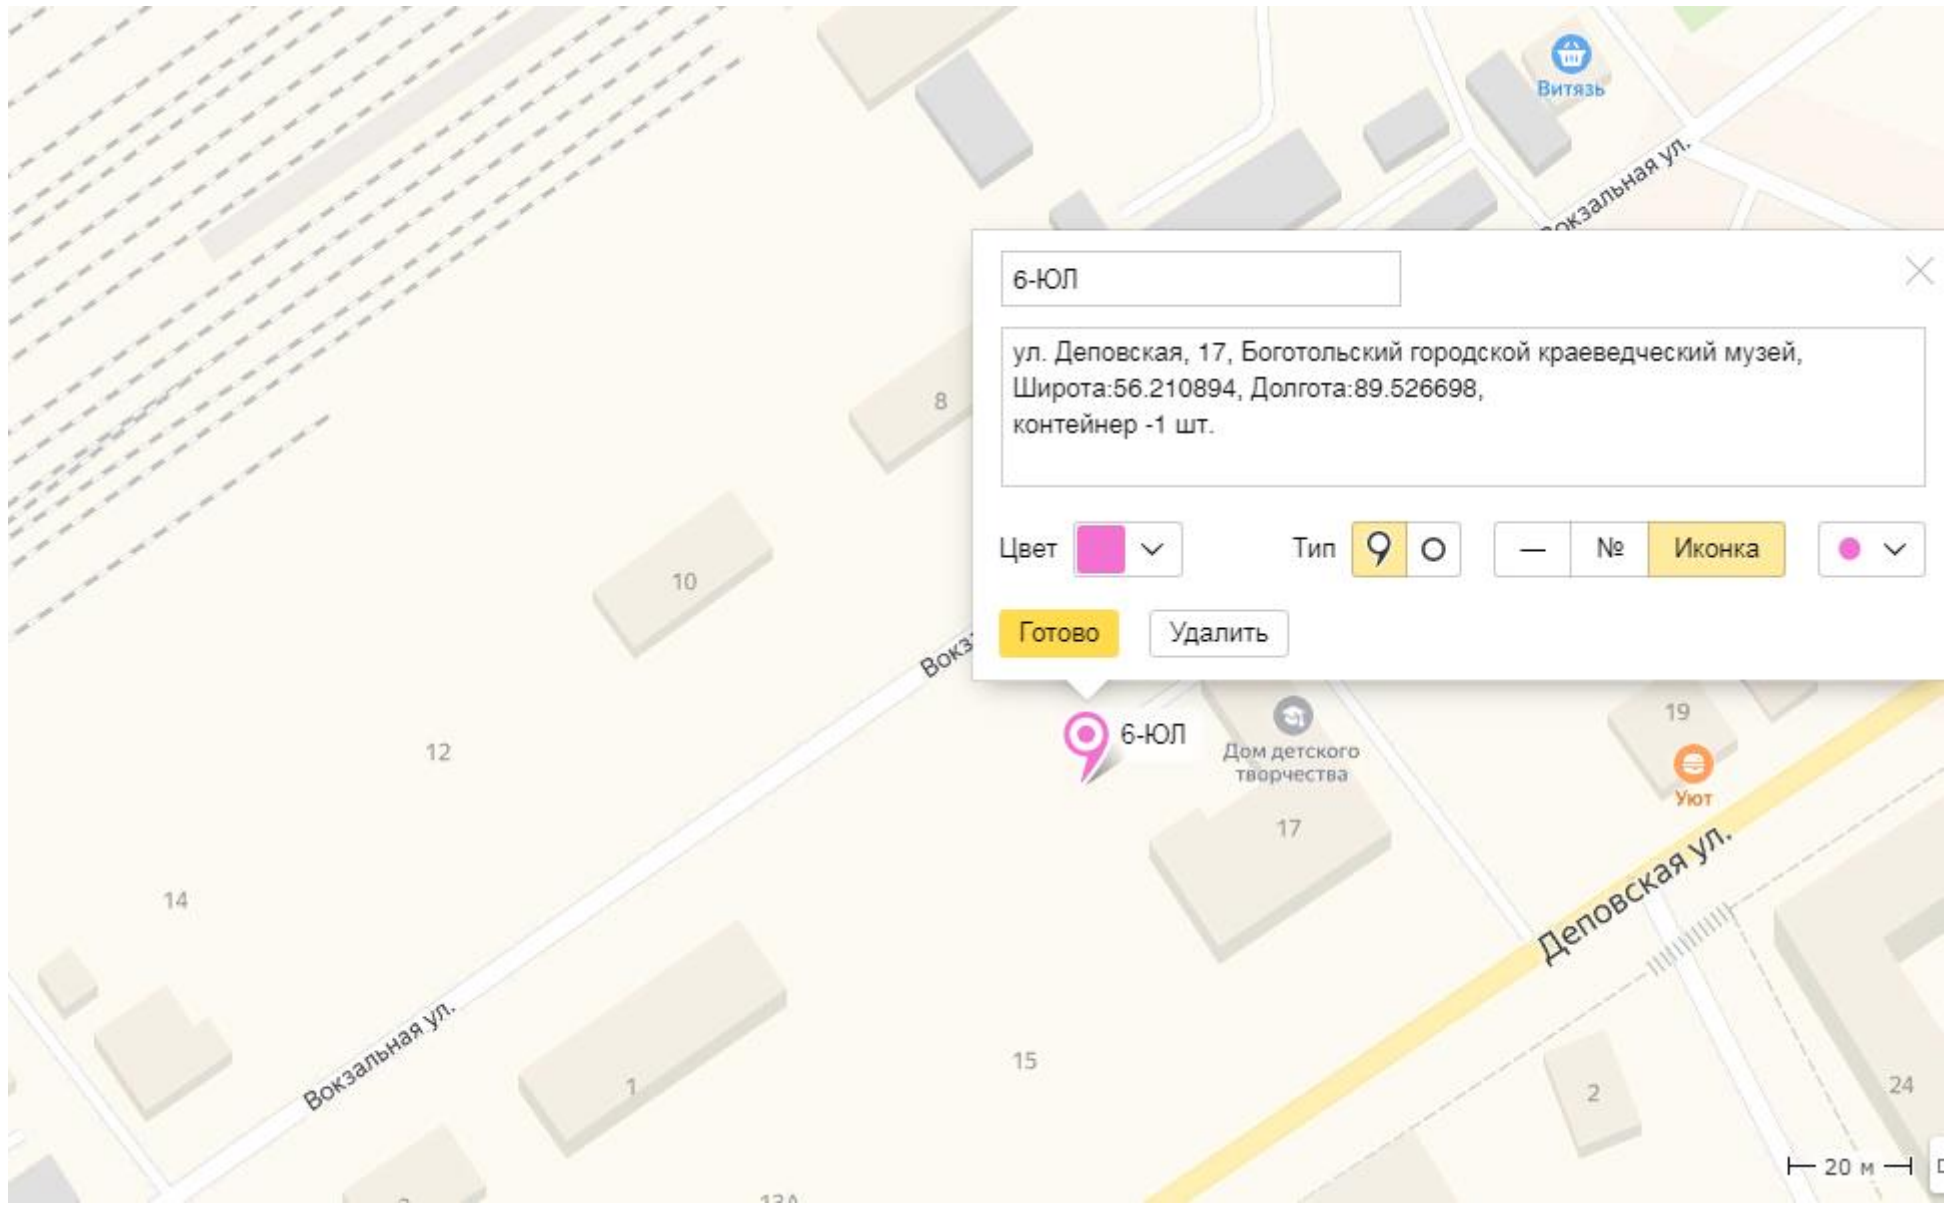 Витязь
6-ЮЛ
ул. Деповская, 17, Боготольский городской краеведческий музей,
Широта:56.210894, Долгота:89.526698,
контейнер -1 шт.
8
Цвет
Тип
—
№
Иконка
10
Готово
Удалить
6-ЮЛ
Дом детского
творчества
19
Уют
12
17
Деповская ул.
14
Вокзальная ул.
1
15
2
24
20 м